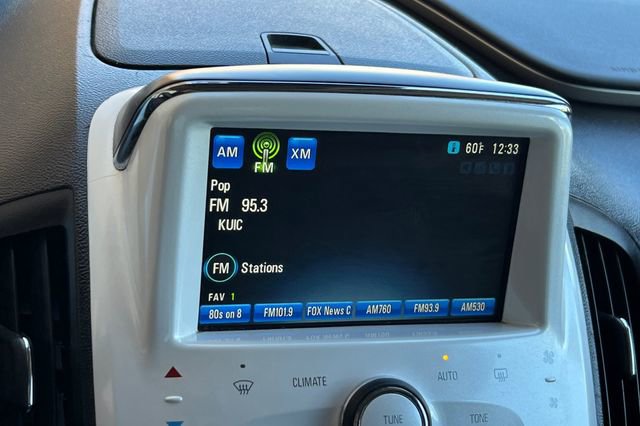 AM FM XM 60°F 12:33
Pop
FM 95.3
KUIC
FM Stations
FAV 1
80s on 8 FM101.9 FOX News C AM760 FM93.9 AM530
CLIMATE AUTO
TUNE TONE